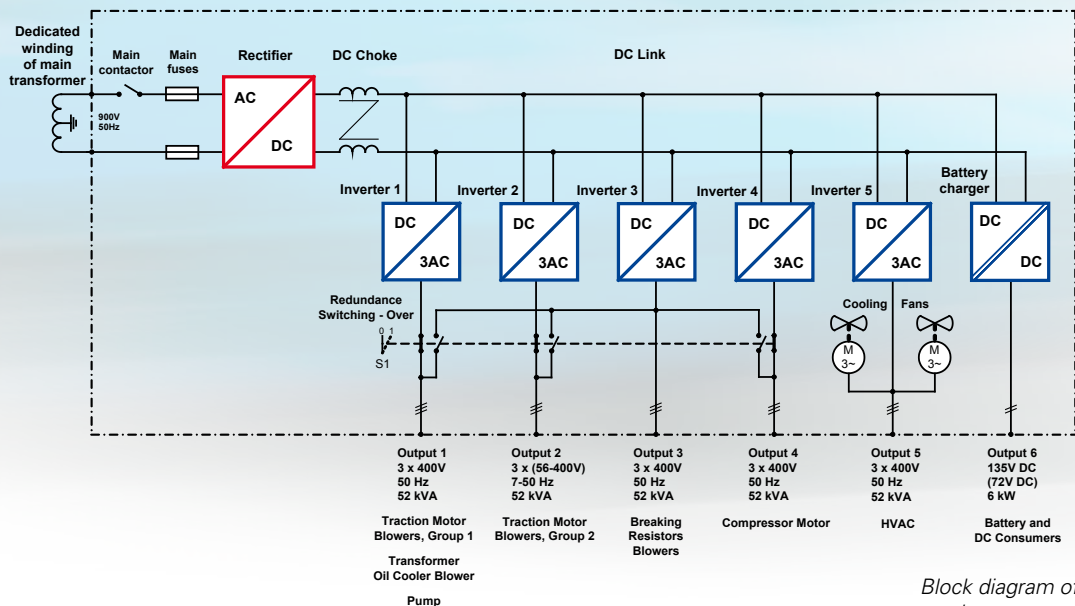 Dedicated
winding
of main
transformer
Main
contactor
Main
fuses
Rectifier
DC Choke
DC Link
900V
50Hz
AC
DC
Inverter 1
Inverter 2
Inverter 3
Inverter 4
Inverter 5
Battery
charger
DC
3AC
DC
3AC
DC
3AC
DC
3AC
DC
3AC
DC
DC
Redundance
Switching - Over
0 1
S1
Cooling Fans
M
3~
M
3~
Output 1
3 x 400V
50 Hz
52 kVA
Traction Motor
Blowers, Group 1
Transformer
Oil Cooler Blower
Pump
Output 2
3 x (56-400V)
7-50 Hz
52 kVA
Traction Motor
Blowers, Group 2
Output 3
3 x 400V
50 Hz
52 kVA
Breaking
Resistors
Blowers
Output 4
3 x 400V
50 Hz
52 kVA
Compressor Motor
Output 5
3 x 400V
50 Hz
52 kVA
HVAC
Output 6
135V DC
(72V DC)
6 kW
Battery and
DC Consumers
Block diagram of